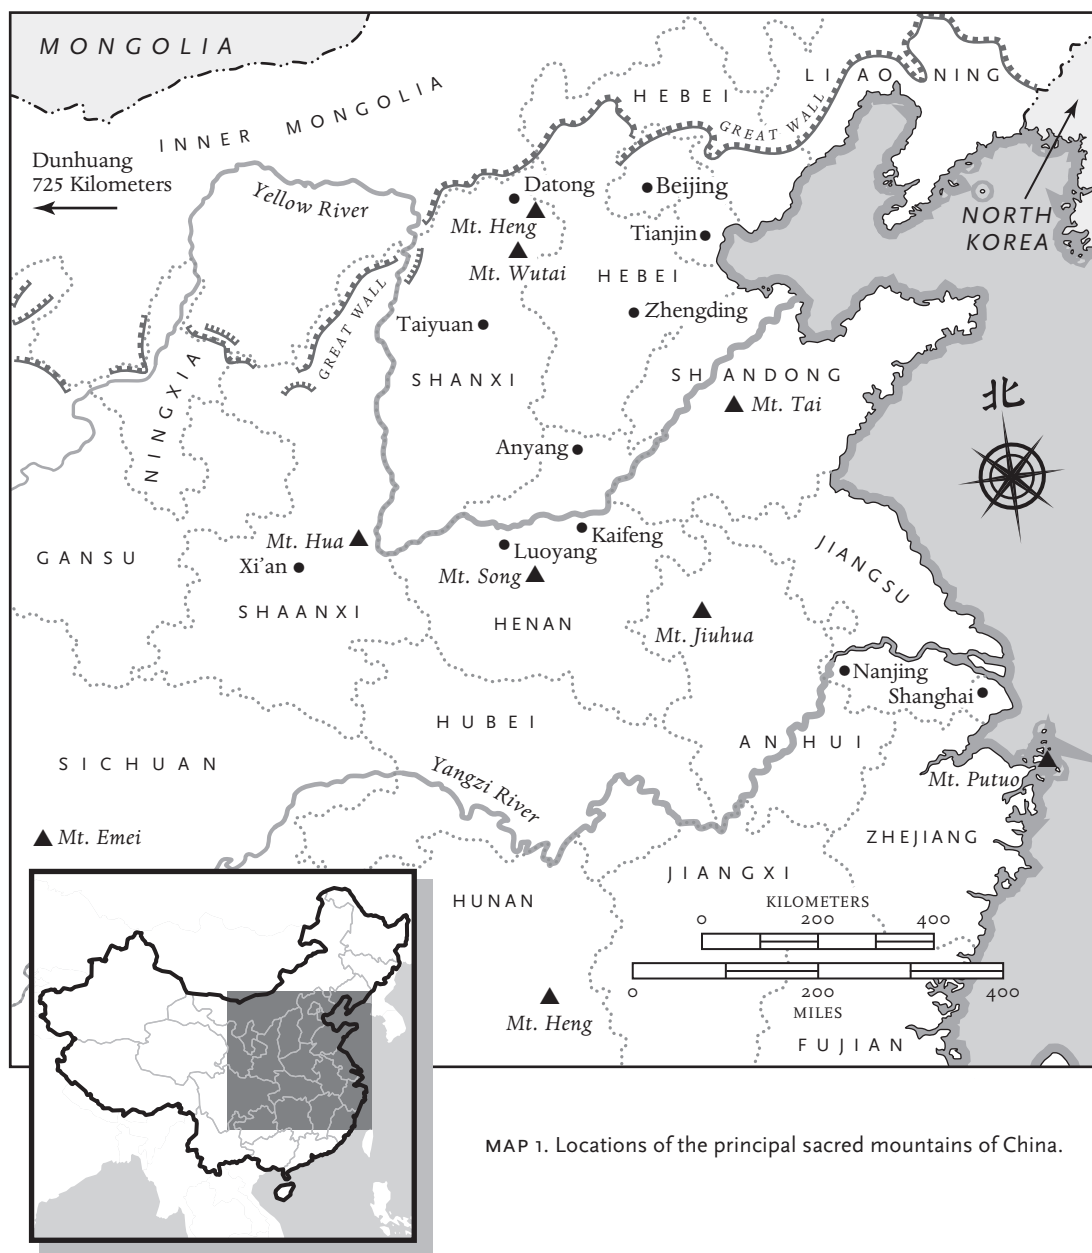 MONGOLIA
LIAONING
HEBEI
GREAT WALL
INNER MONGOLIA
Dunhuang
725 Kilometers
Yellow River
Datong
Beijing
Mt. Heng
Tianjin
NORTH
KOREA
Mt. Wutai
HEBEI
GREAT WALL
Zhengding
Taiyuan
NINGXIA
SHANXI
SHANDONG
Mt. Tai
北
Anyang
GANSU
Mt. Hua
Xi'an
Kaifeng
Luoyang
Mt. Song
JIANGSU
SHAANXI
HENAN
Mt. Jiuhua
Nanjing
Shanghai
HUBEI
ANHUI
SICHUAN
Yangzi River
Mt. Putuo
Mt. Emei
ZHEJIANG
JIANGXI
HUNAN
KILOMETERS
0 200 400
0 200 400
MILES
Mt. Heng
FUJIAN
MAP 1. Locations of the principal sacred mountains of China.